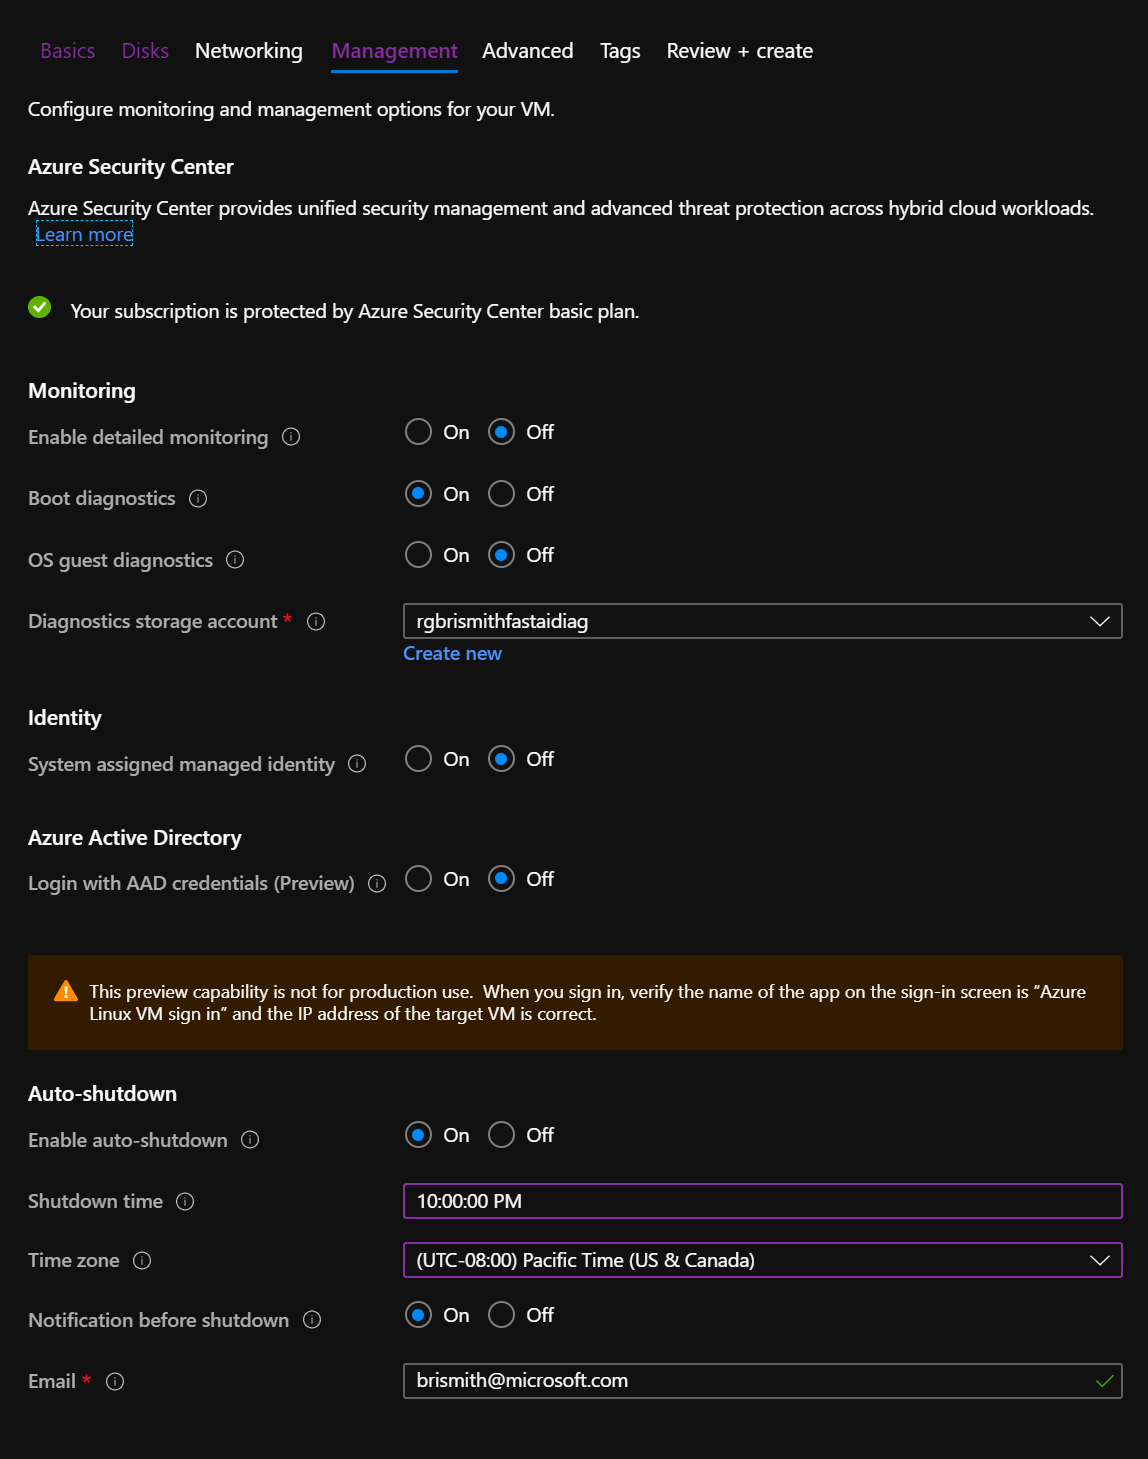 Basics Disks Networking Management Advanced Tags Review + create
Configure monitoring and management options for your VM.
Azure Security Center
Azure Security Center provides unified security management and advanced threat protection across hybrid cloud workloads.
Learn more
Your subscription is protected by Azure Security Center basic plan.
Monitoring
Enable detailed monitoring On Off
Boot diagnostics On Off
OS guest diagnostics On Off
Diagnostics storage account * rgbrismithfastaidiag
Create new
Identity
System assigned managed identity On Off
Azure Active Directory
Login with AAD credentials (Preview) On Off
This preview capability is not for production use.  When you sign in, verify the name of the app on the sign-in screen is "Azure
Linux VM sign in" and the IP address of the target VM is correct.
Auto-shutdown
Enable auto-shutdown On Off
Shutdown time 10:00:00 PM
Time zone (UTC-08:00) Pacific Time (US & Canada)
Notification before shutdown On Off
Email * brismith@microsoft.com